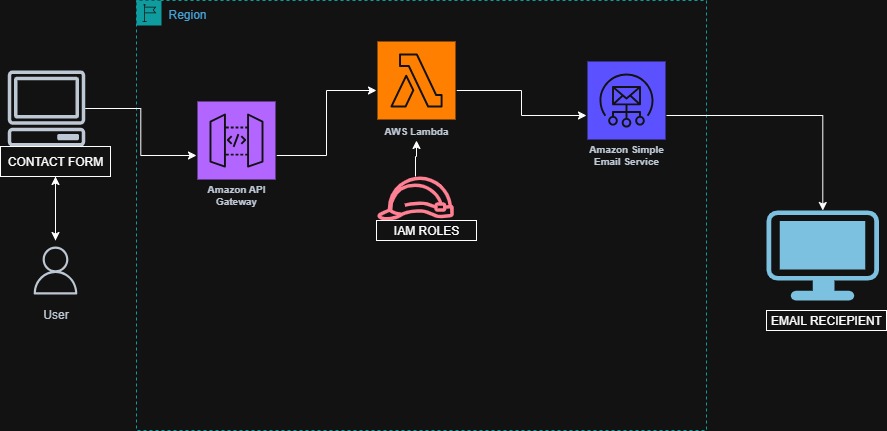 Region
CONTACT FORM
User
Amazon API
Gateway
AWS Lambda
IAM ROLES
Amazon Simple
Email Service
EMAIL RECIEPIENT